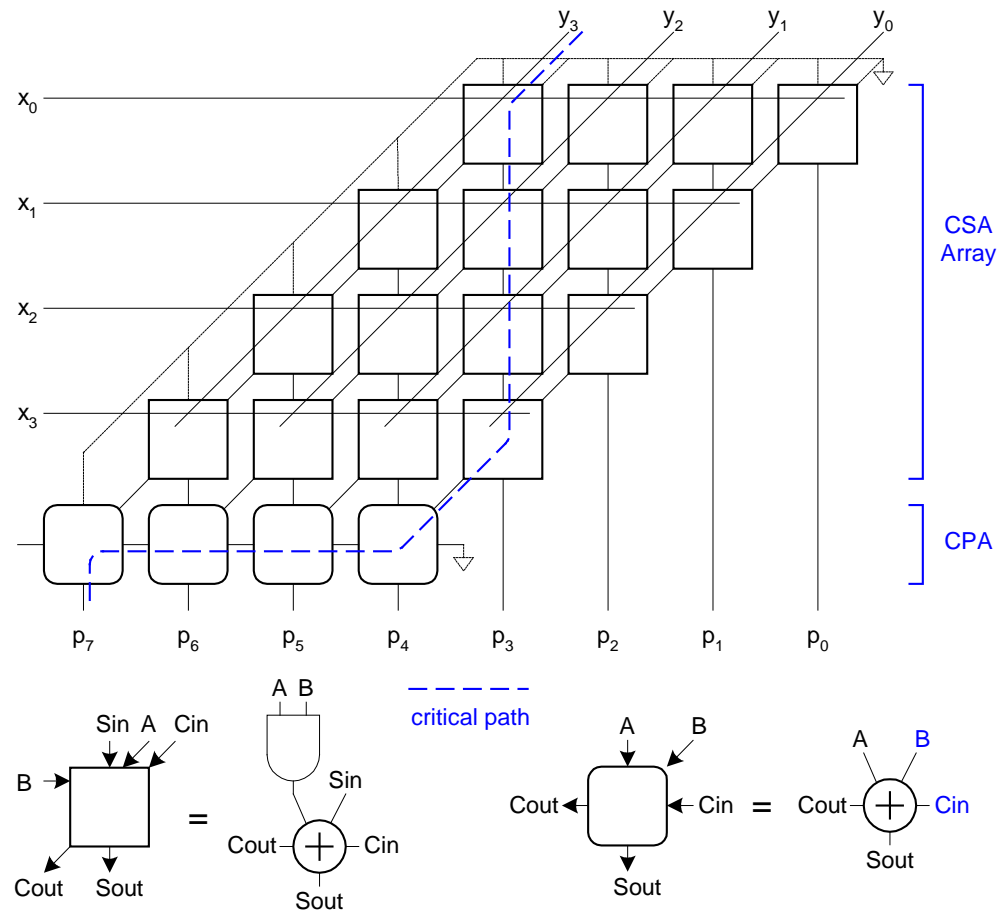 y3 y2 y1 y0
x0
x1
x2
x3
CSA
Array
CPA
p7 p6 p5 p4 p3 p2 p1 p0
critical path
Sin A Cin
B
Cout Sout
=
A B
Sin
Cout Cin
Sout
A B
Cout Cin
Sout
=
A B
Cout Cin
Sout